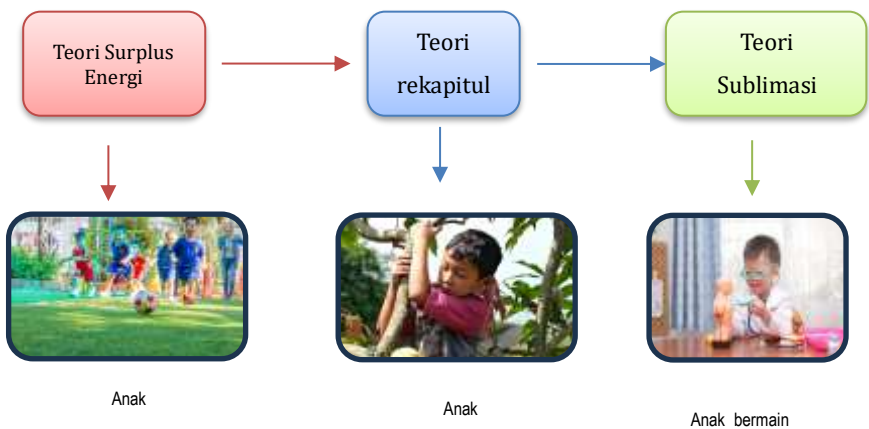 Teori Surplus
Energi
Teori
rekapitul
Teori
Sublimasi
Anak
Anak
Anak bermain